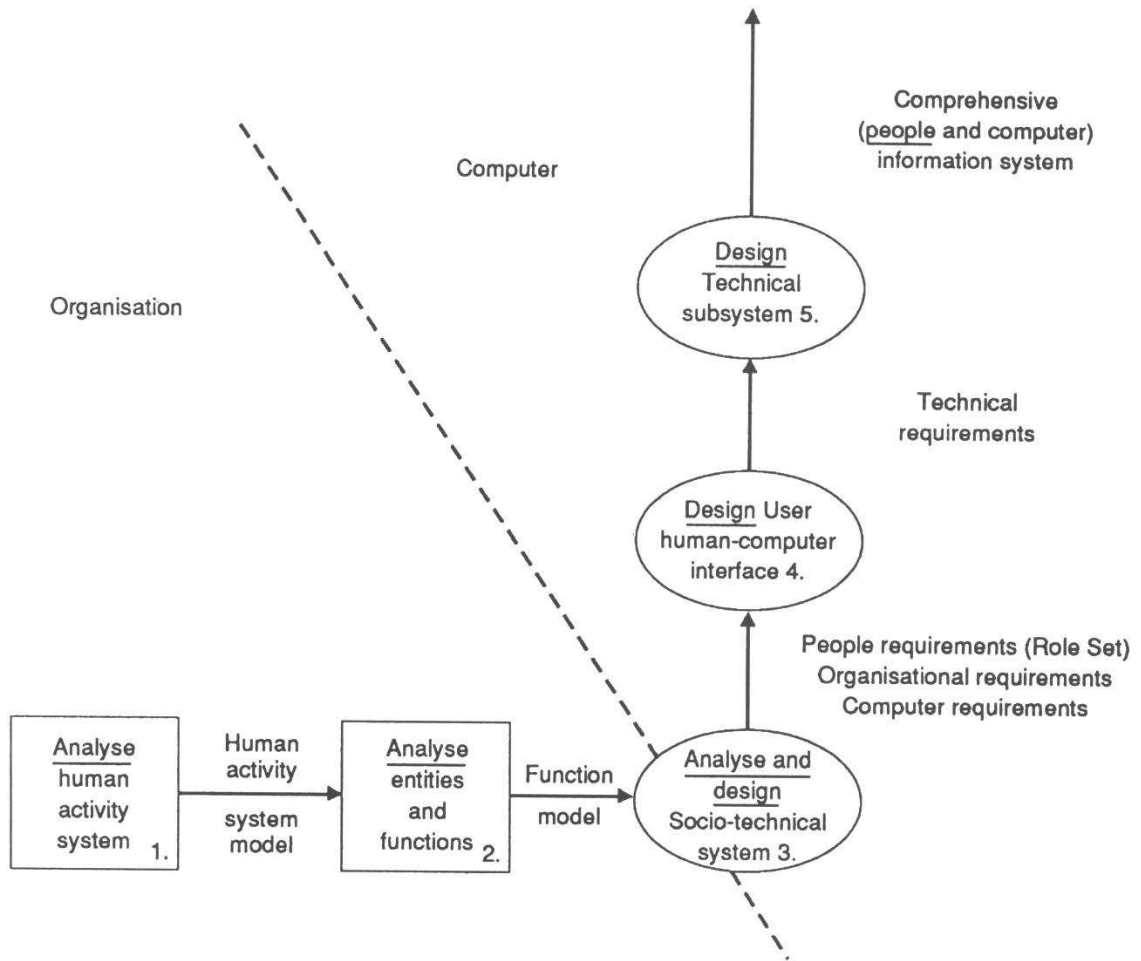 Comprehensive
(people and computer)
information system
Computer
Design
Technical
subsystem 5.
Organisation
Technical
requirements
Design User
human-computer
interface 4.
People requirements (Role Set)
Organisational requirements
Computer requirements
Analyse
human
activity
system 1.
Human
activity
system
model
Analyse
entities
and
functions 2.
Function
model
Analyse and
design
Socio-technical
system 3.